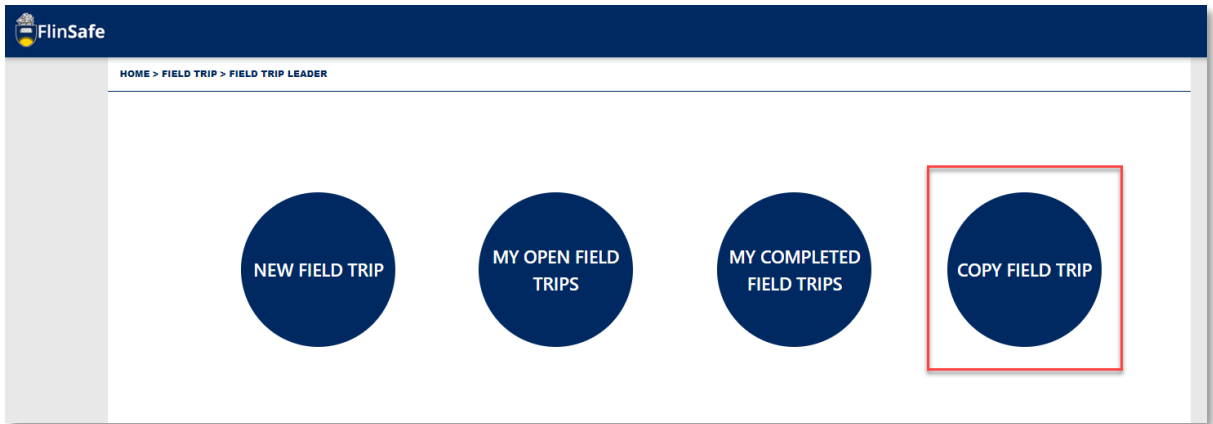 FlinSafe
HOME > FIELD TRIP > FIELD TRIP LEADER
NEW FIELD TRIP
MY OPEN FIELD
TRIPS
MY COMPLETED
FIELD TRIPS
COPY FIELD TRIP